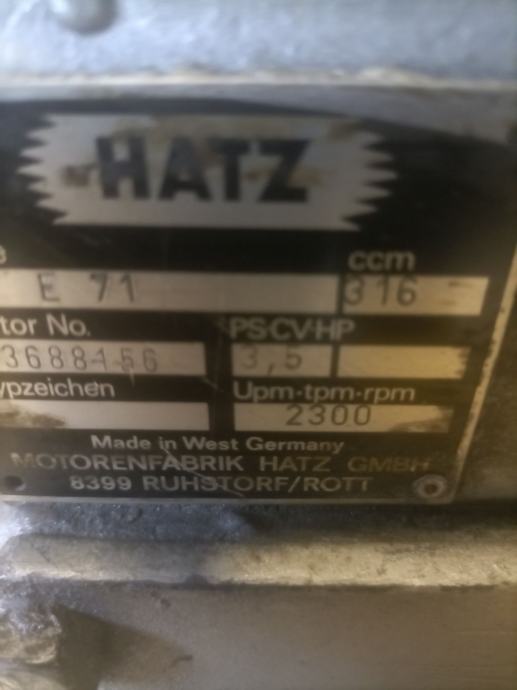 HATZ
ccm
E 71 316
tor No. PS·CV·HP
3,5
ypzeichen Upm·tpm·rpm
2300
Made in West Germany
MOTORENFABRIK HATZ GMBH
8399 RUHSTORF/ROTT